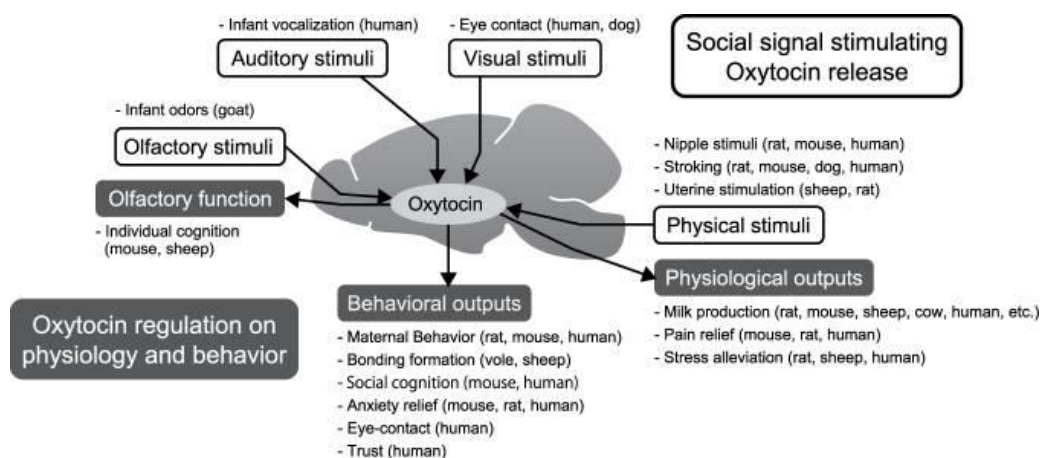 - Infant vocalization (human)
Auditory stimuli
- Eye contact (human, dog)
Visual stimuli
Social signal stimulating
Oxytocin release
- Infant odors (goat)
Olfactory stimuli
Olfactory function
- Individual cognition
(mouse, sheep)
Oxytocin
- Nipple stimuli (rat, mouse, human)
- Stroking (rat, mouse, dog, human)
- Uterine stimulation (sheep, rat)
Physical stimuli
Physiological outputs
- Milk production (rat, mouse, sheep, cow, human, etc.)
- Pain relief (mouse, rat, human)
- Stress alleviation (rat, sheep, human)
Behavioral outputs
- Maternal Behavior (rat, mouse, human)
- Bonding formation (vole, sheep)
- Social cognition (mouse, human)
- Anxiety relief (mouse, rat, human)
- Eye-contact (human)
- Trust (human)
Oxytocin regulation on
physiology and behavior